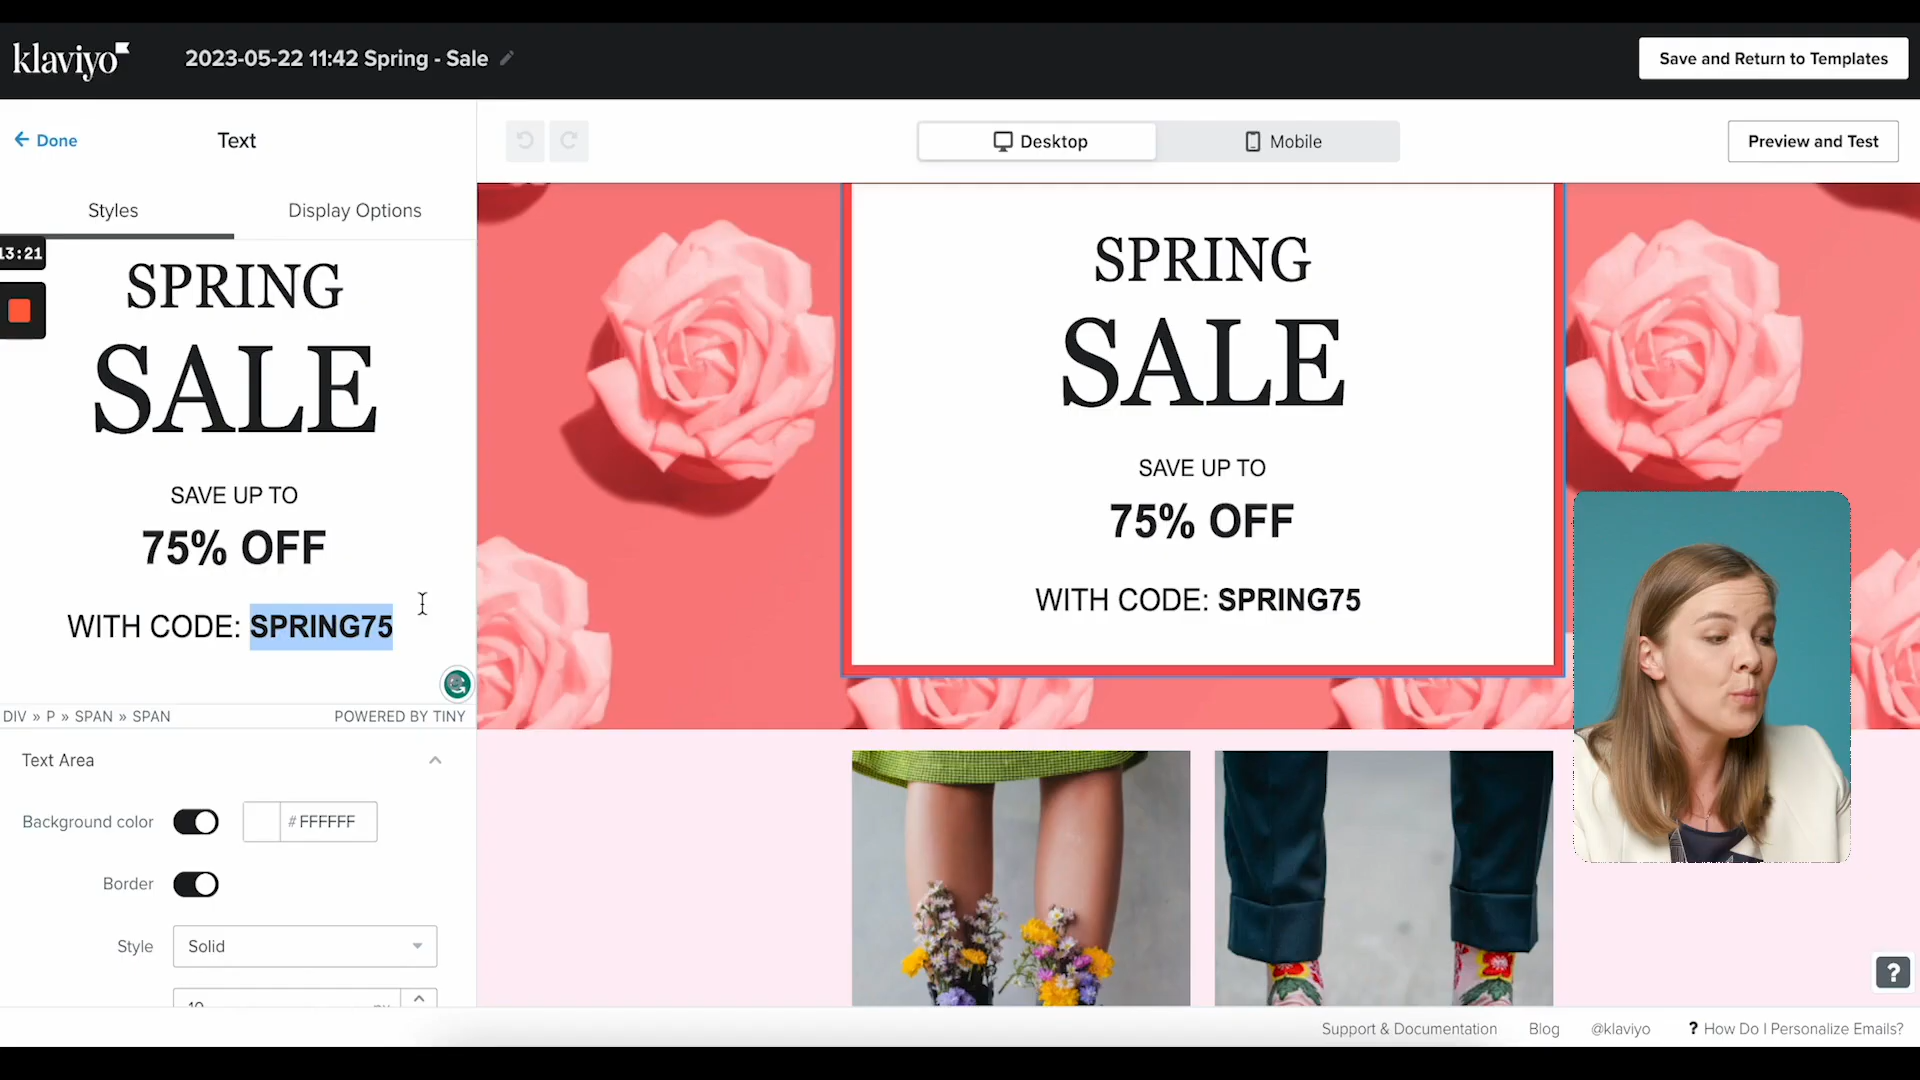 klaviyo
2023-05-22 11:42 Spring - Sale
Save and Return to Templates
Done
Text
Desktop
Mobile
Preview and Test
Styles
Display Options
13:21
SPRING
SALE
SAVE UP TO
75% OFF
WITH CODE: SPRING75
DIV » P » SPAN » SPAN
POWERED BY TINY
Text Area
Background color
# FFFFFF
Border
Style
Solid
SPRING
SALE
SAVE UP TO
75% OFF
WITH CODE: SPRING75
?
Support & Documentation
Blog
@klaviyo
? How Do I Personalize Emails?